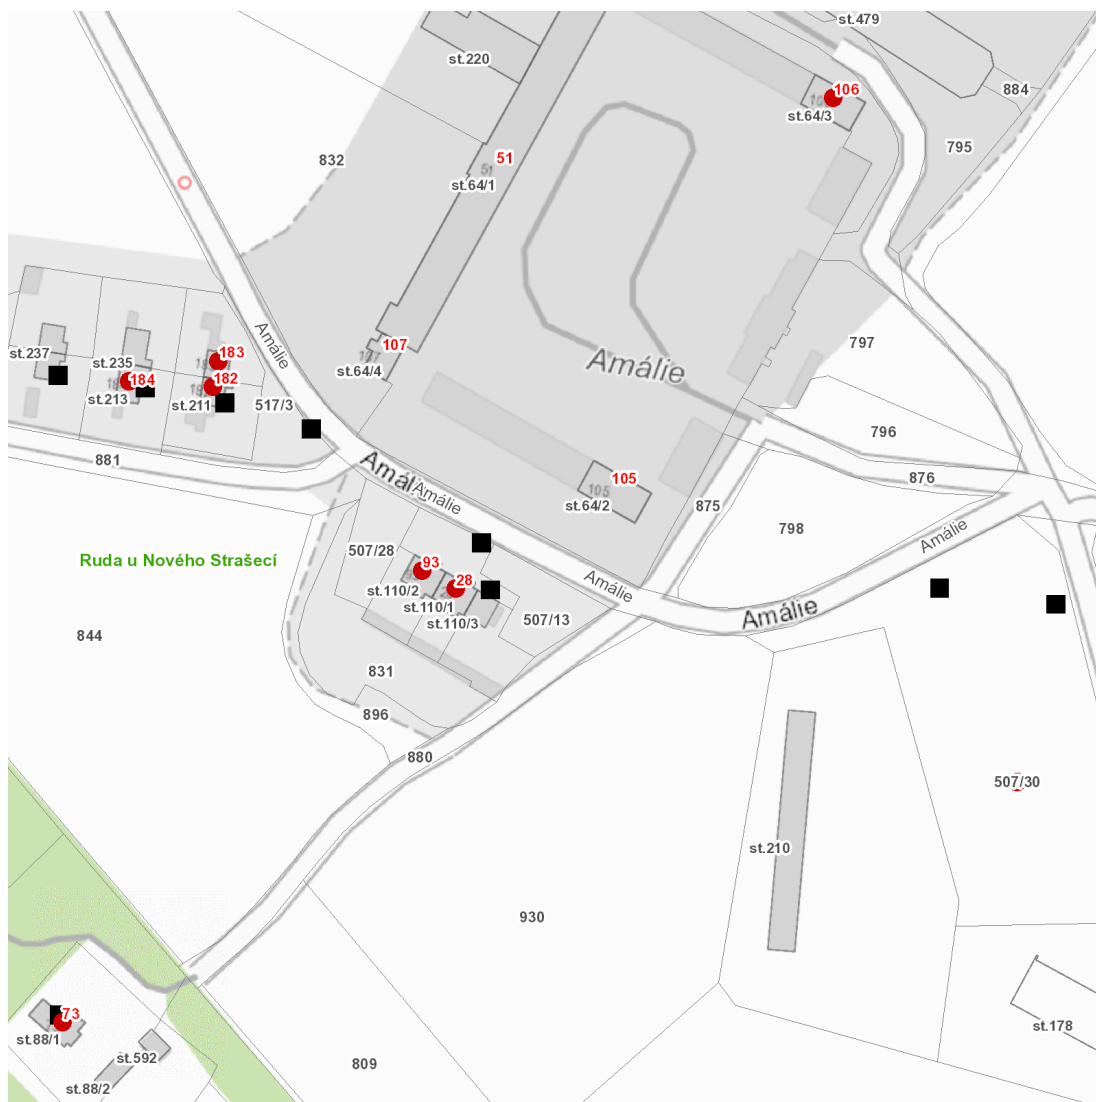 st.479
st.220
884
106
106
st.64/3
795
832
51
51
st.64/1
Amálie
107
107
st.64/4
797
183
st.237
st.235
184
182
st.213
st.211
517/3
Amálie
796
881
Amálie
Amálie
105
105
st.64/2
876
875
798
Amálie
507/28
93
28
Ruda u Nového Strašecí
st.110/2
st.110/1
st.110/3
Amálie
507/13
Amálie
844
831
896
880
507/30
st.210
930
73
st.88/1
st.592
st.178
809
st.88/2